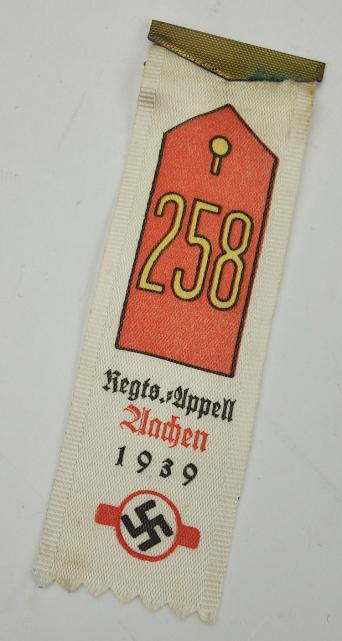 258
Regts.-Appell
Aachen
1939